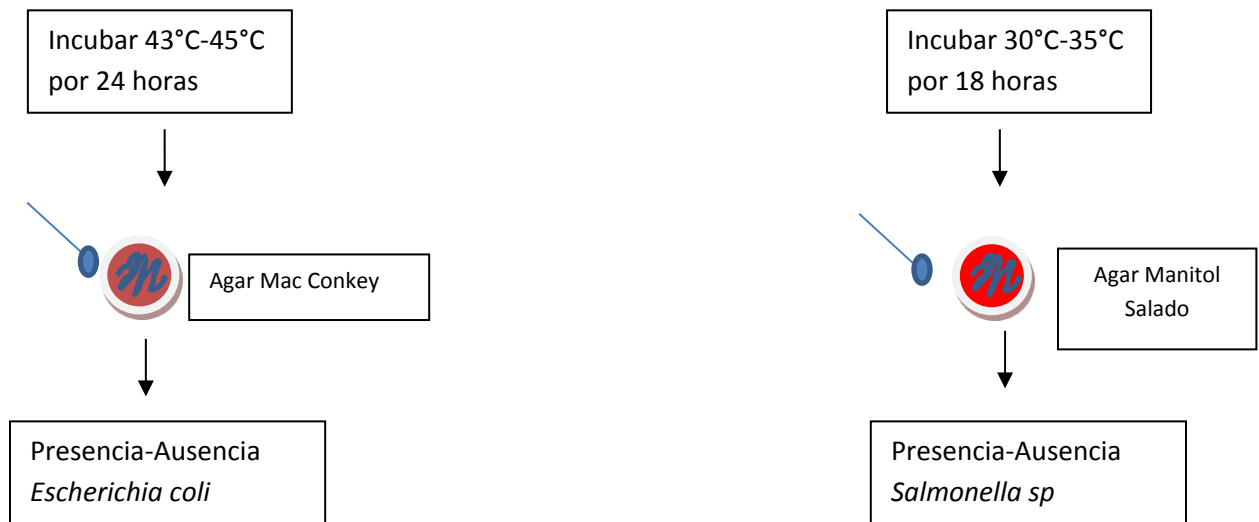 Incubar 43°C-45°C
por 24 horas
Agar Mac Conkey
Presencia-Ausencia
Escherichia coli
Incubar 30°C-35°C
por 18 horas
Agar Manitol
Salado
Presencia-Ausencia
Salmonella sp